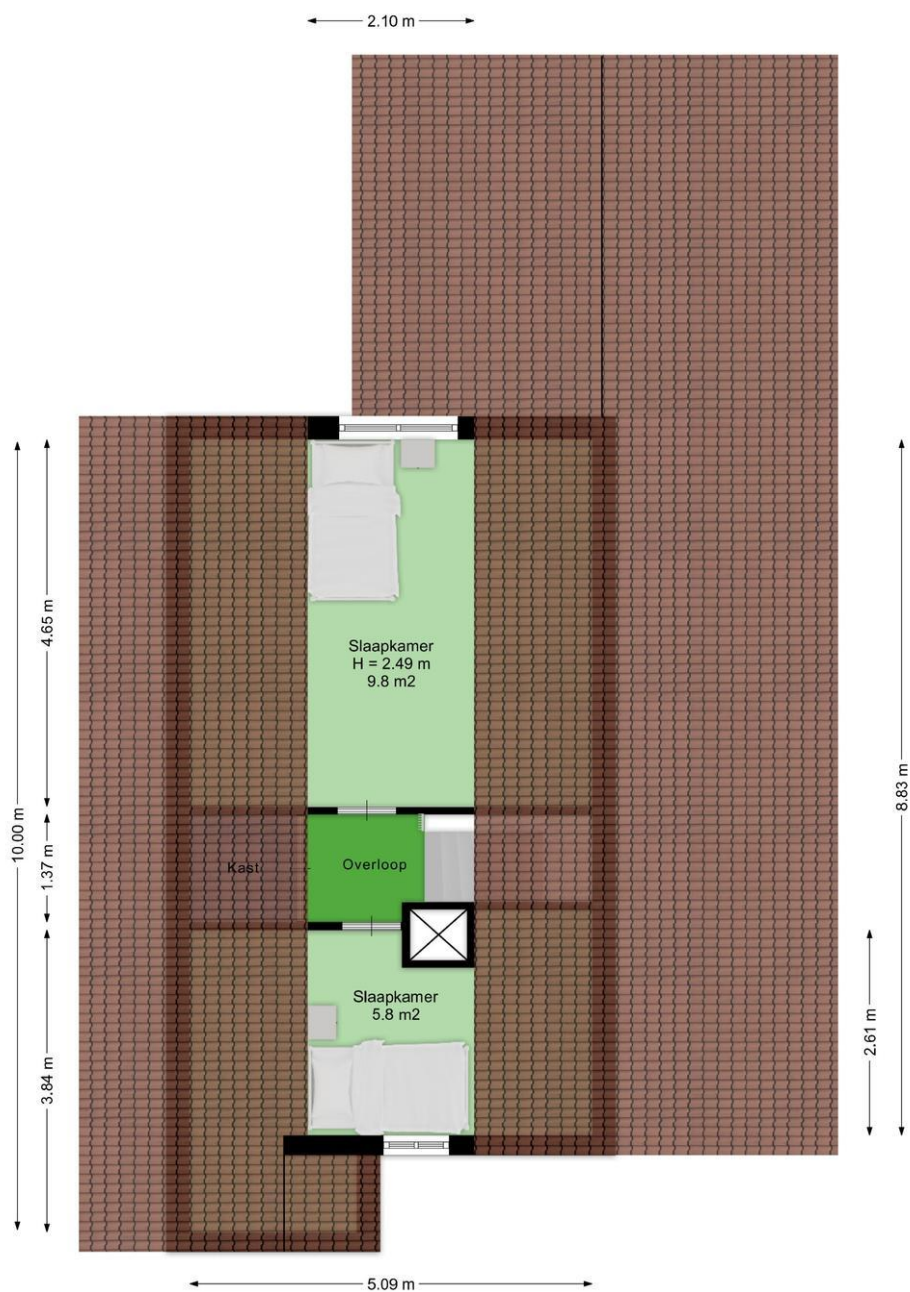 2.10 m
4.65 m
Slaapkamer
H = 2.49 m
9.8 m2
10.00 m
1.37 m
8.83 m
Kast
Overloop
Slaapkamer
5.8 m2
3.84 m
2.61 m
5.09 m